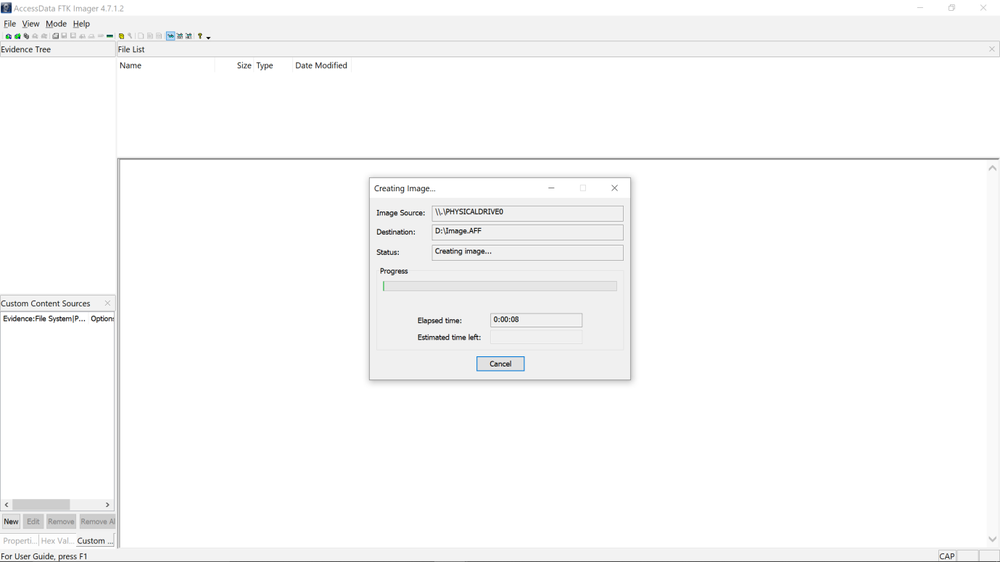 AccessData FTK Imager 4.7.1.2
File View Mode Help
Evidence Tree
File List
Name Size Type Date Modified
Creating Image...
Image Source: \\.\PHYSICALDRIVE0
Destination: D:\Image.AFF
Status: Creating image...
Progress
Elapsed time: 0:00:08
Estimated time left:
Cancel
Custom Content Sources
Evidence:File System|P... Options
New Edit Remove Remove Al
Properti... Hex Val... Custom ...
For User Guide, press F1
CAP